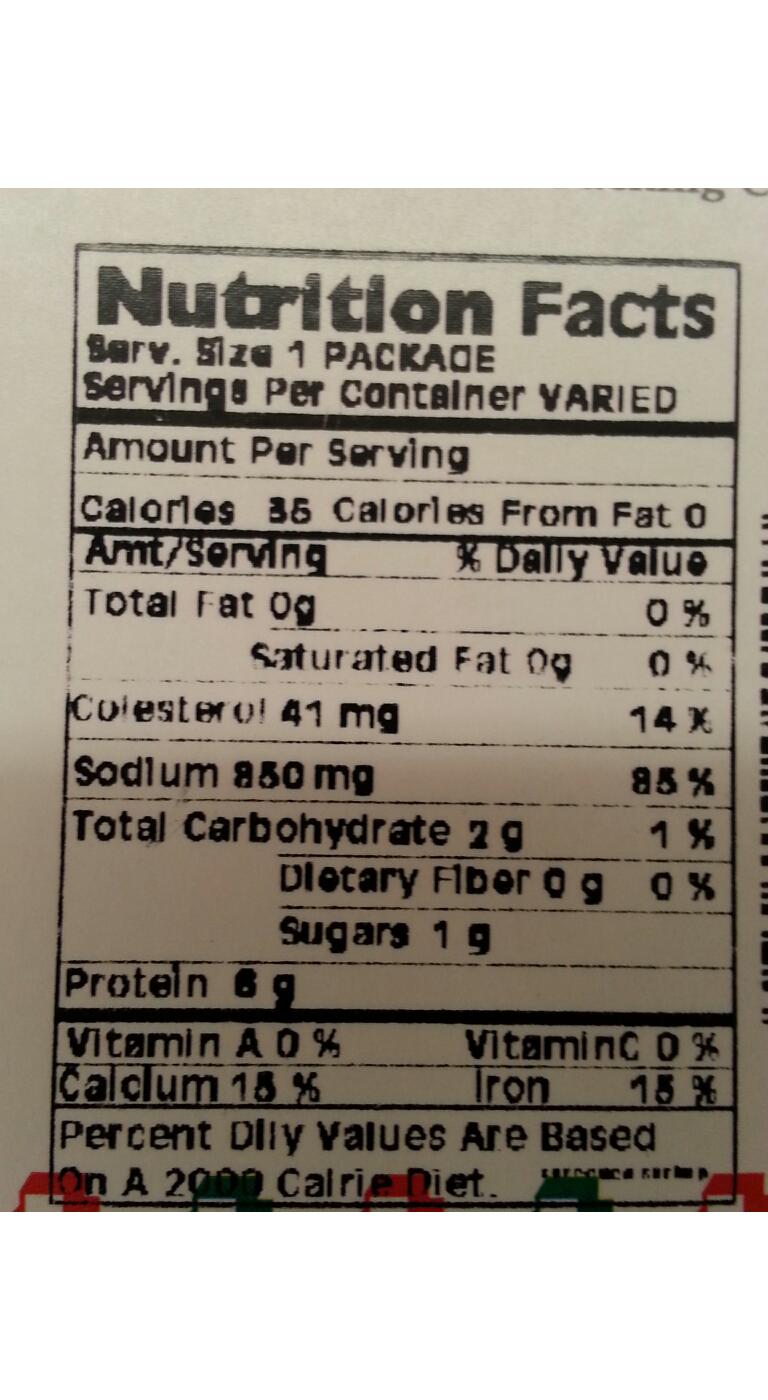 Nutrition Facts
Serv. Size 1 PACKAGE
Servings Per Container VARIED
Amount Per Serving
Calories 35 Calories From Fat 0
Amt/Serving % Daily Value
Total Fat 0g 0 %
Saturated Fat 0g 0 %
Colesterol 41 mg 14 %
Sodium 850 mg 85 %
Total Carbohydrate 2 g 1 %
Dietary Fiber 0 g 0 %
Sugars 1 g
Protein 6 g
Vitamin A 0 % VitaminC 0 %
Calcium 15 % Iron 15 %
Percent Dlly Values Are Based
On A 2000 Calrie Diet.